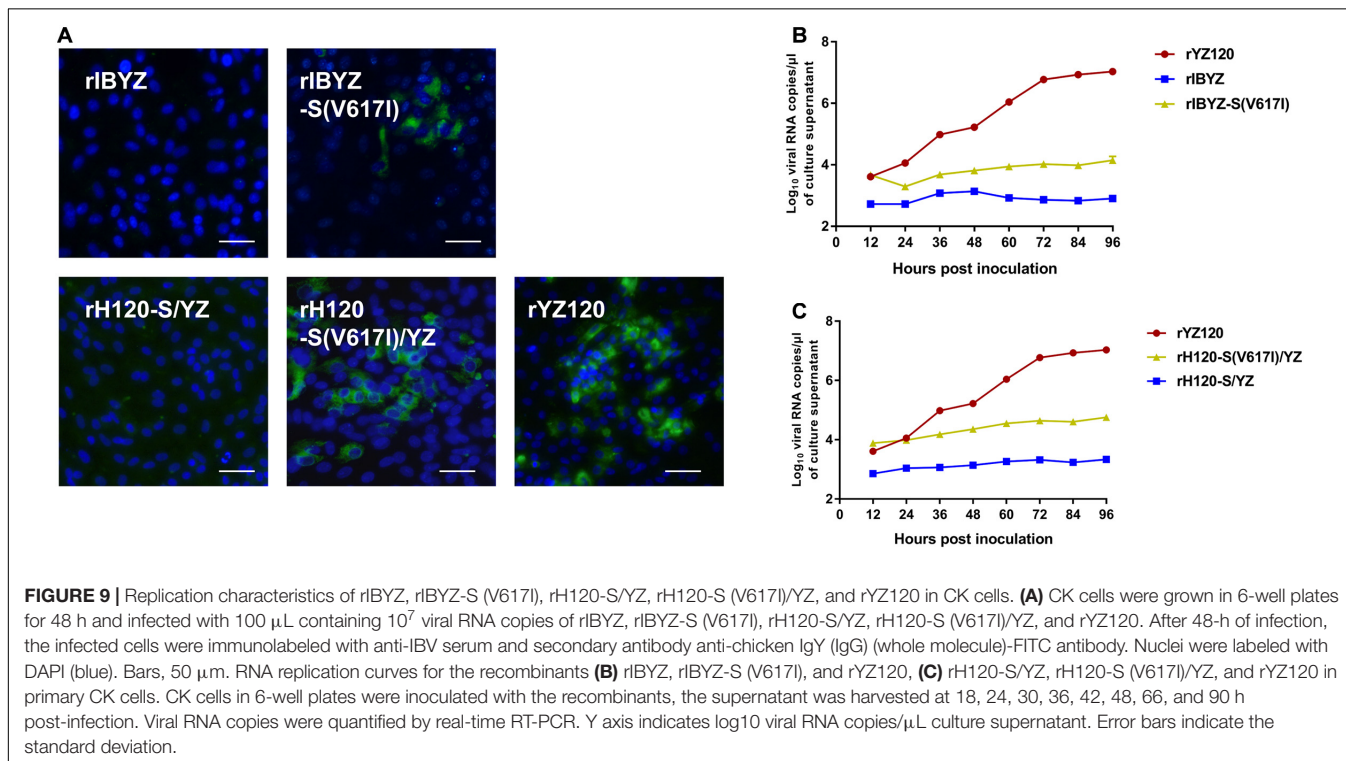 A
rIBYZ
rIBYZ
-S(V617I)
rH120-S/YZ
rH120
-S(V617I)/YZ
rYZ120
B
Log10 viral RNA copies/µl
of culture supernatant
8
6
4
2
0 12 24 36 48 60 72 84 96
Hours post inoculation
rYZ120
rIBYZ
rIBYZ-S(V617I)
C
Log10 viral RNA copies/µl
of culture supernatant
8
6
4
2
0 12 24 36 48 60 72 84 96
Hours post inoculation
rYZ120
rH120-S(V617I)/YZ
rH120-S/YZ
FIGURE 9 | Replication characteristics of rIBYZ, rIBYZ-S (V617I), rH120-S/YZ, rH120-S (V617I)/YZ, and rYZ120 in CK cells. (A) CK cells were grown in 6-well plates
for 48 h and infected with 100 µL containing 10⁷ viral RNA copies of rIBYZ, rIBYZ-S (V617I), rH120-S/YZ, rH120-S (V617I)/YZ, and rYZ120. After 48-h of infection,
the infected cells were immunolabeled with anti-IBV serum and secondary antibody anti-chicken IgY (IgG) (whole molecule)-FITC antibody. Nuclei were labeled with
DAPI (blue). Bars, 50 µm. RNA replication curves for the recombinants (B) rIBYZ, rIBYZ-S (V617I), and rYZ120, (C) rH120-S/YZ, rH120-S (V617I)/YZ, and rYZ120 in
primary CK cells. CK cells in 6-well plates were inoculated with the recombinants, the supernatant was harvested at 18, 24, 30, 36, 42, 48, 66, and 90 h
post-infection. Viral RNA copies were quantified by real-time RT-PCR. Y axis indicates log10 viral RNA copies/µL culture supernatant. Error bars indicate the
standard deviation.